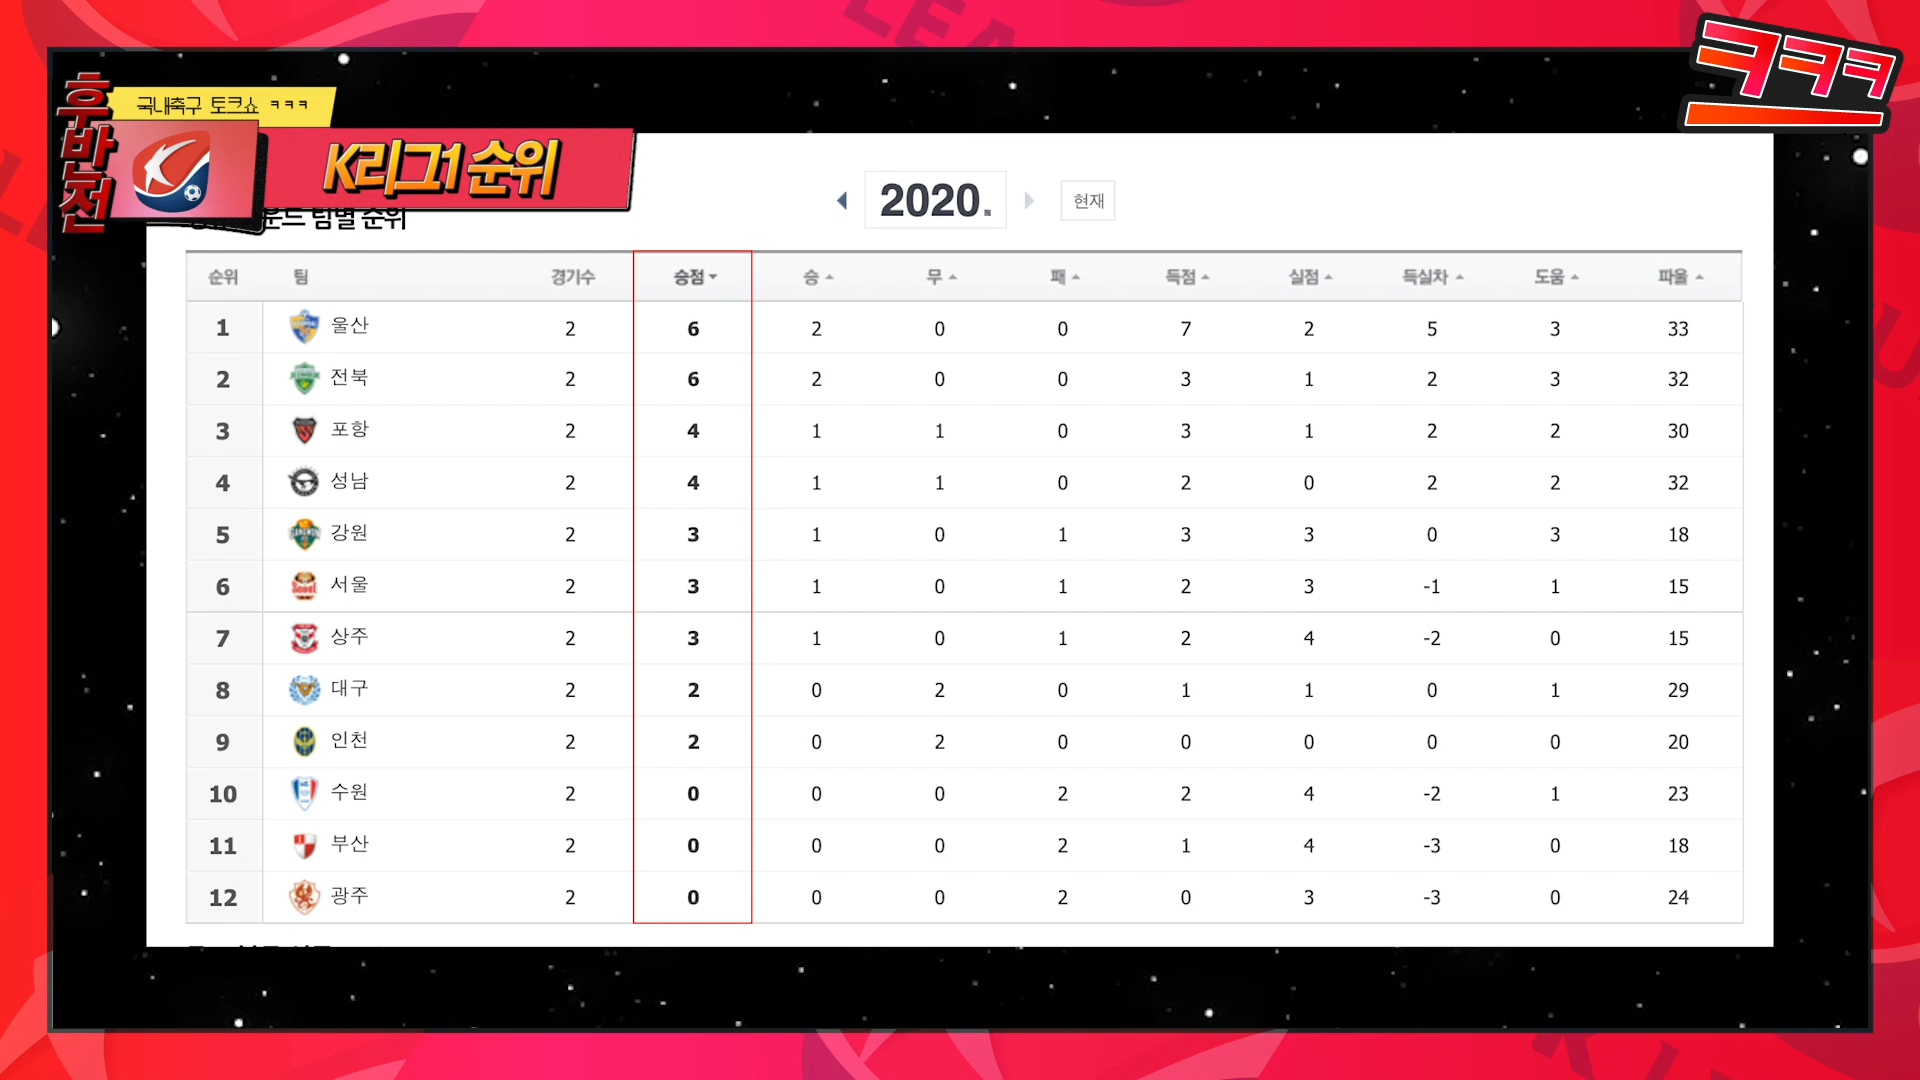 국내축구 토크쇼 ㅋㅋㅋ
크크크
후반전
K리그1 순위
팀별 순위
2020.
현재
순위 팀 경기수 승점 승 무 패 득점 실점 득실차 도움 파울
1 울산 2 6 2 0 0 7 2 5 3 33
2 전북 2 6 2 0 0 3 1 2 3 32
3 포항 2 4 1 1 0 3 1 2 2 30
4 성남 2 4 1 1 0 2 0 2 2 32
5 강원 2 3 1 0 1 3 3 0 3 18
6 서울 2 3 1 0 1 2 3 -1 1 15
7 상주 2 3 1 0 1 2 4 -2 0 15
8 대구 2 2 0 2 0 1 1 0 1 29
9 인천 2 2 0 2 0 0 0 0 0 20
10 수원 2 0 0 0 2 2 4 -2 1 23
11 부산 2 0 0 0 2 1 4 -3 0 18
12 광주 2 0 0 0 2 0 3 -3 0 24